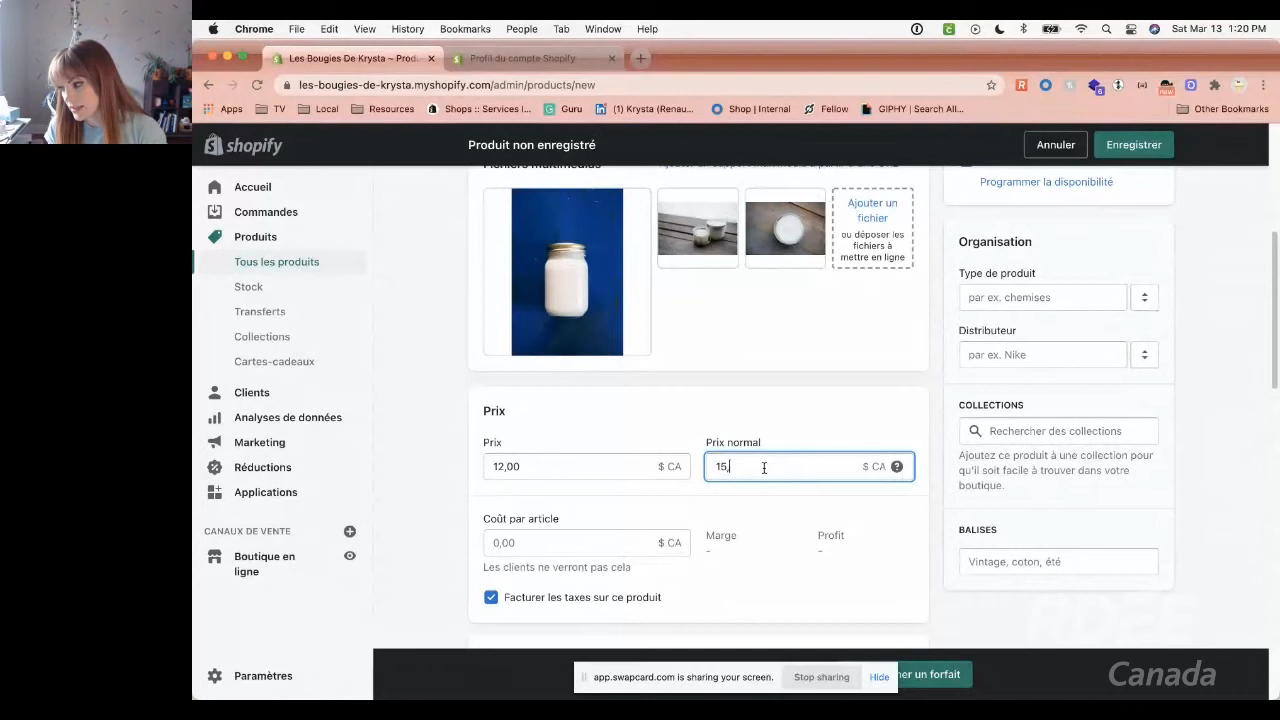 Chrome File Edit View History Bookmarks People Tab Window Help Sat Mar 13 1:20 PM
Les Bougies De Krysta ~ Prod. Profil du compte Shopify
les-bougies-de-krysta.myshopify.com/admin/products/new
Apps TV Local Resources Shops :: Services I... Guru (1) Krysta (Renau... Shop | Internal Fellow GIPHY | Search All... Other Bookmarks
shopify Produit non enregistré Annuler Enregistrer
Fichiers multimédias
Programmer la disponibilité
Accueil
Commandes
Produits
Tous les produits
Stock
Transferts
Collections
Cartes-cadeaux
Clients
Analyses de données
Marketing
Réductions
Applications
CANAUX DE VENTE
Boutique en
ligne
Paramètres
Ajouter un
fichier
ou déposer les
fichiers à
mettre en ligne
Prix
Prix Prix normal
12,00 $ CA 15, $ CA
Coût par article Marge Profit
0,00 $ CA - -
Les clients ne verront pas cela
Facturer les taxes sur ce produit
Organisation
Type de produit
par ex. chemises
Distributeur
par ex. Nike
COLLECTIONS
Rechercher des collections
Ajoutez ce produit à une collection pour
qu'il soit facile à trouver dans votre
boutique.
BALISES
Vintage, coton, été
app.swapcard.com is sharing your screen. Stop sharing Hide
ner un forfait
Canada